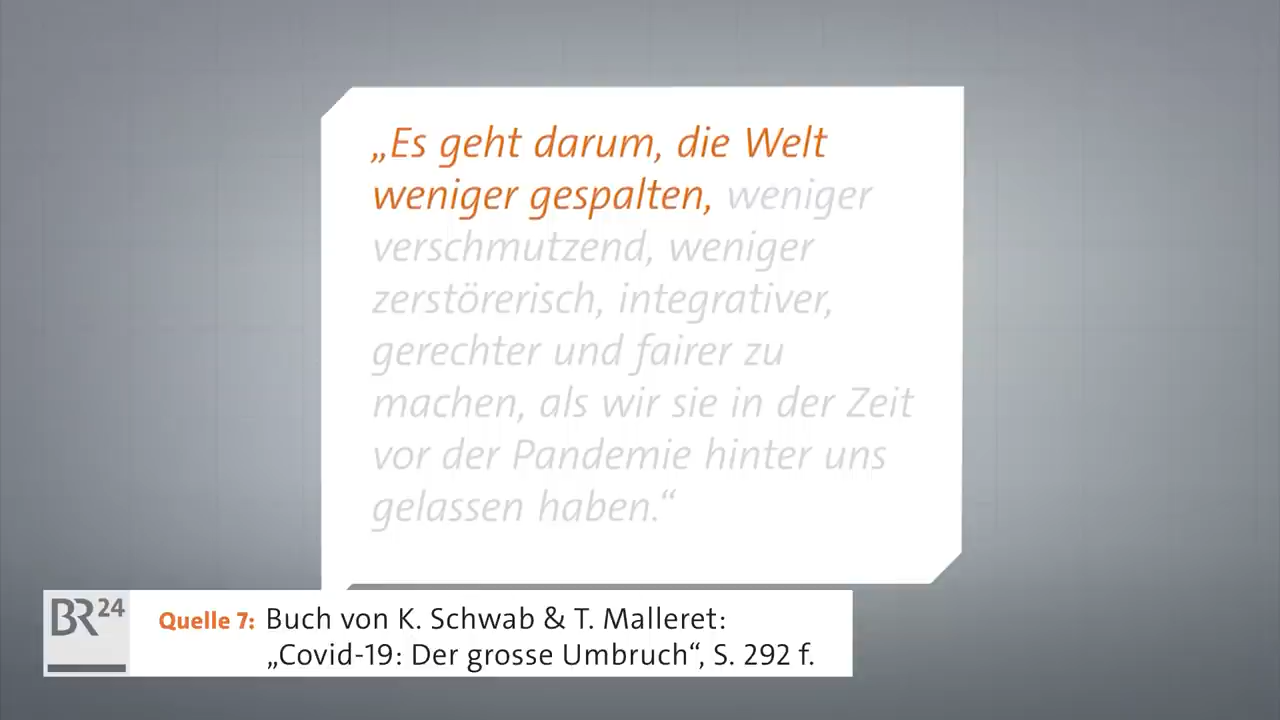 „Es geht darum, die Welt
weniger gespalten, weniger
verschmutzend, weniger
zerstörerisch, integrativer,
gerechter und fairer zu
machen, als wir sie in der Zeit
vor der Pandemie hinter uns
gelassen haben.“
BR24
Quelle 7: Buch von K. Schwab & T. Malleret:
„Covid-19: Der grosse Umbruch“, S. 292 f.